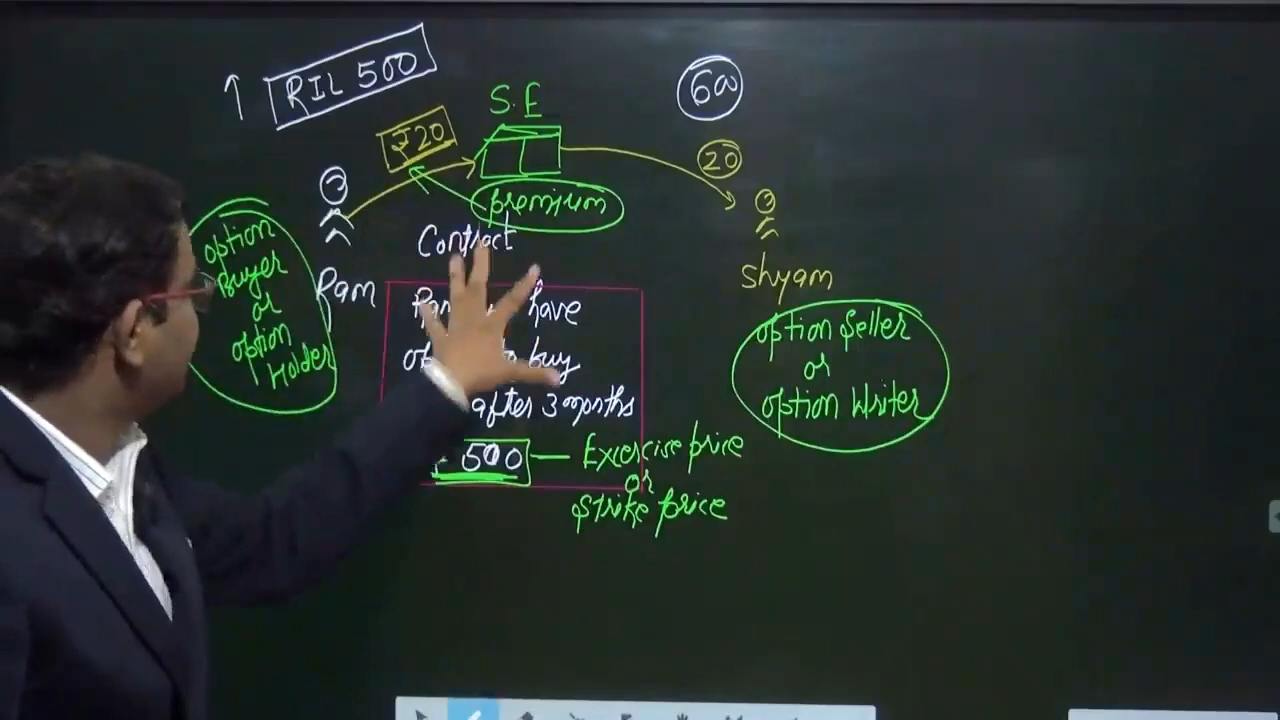 RIL 500
S.E
600
₹20
20
premium
Contract
option
Buyer
or
option
Holder
Ram
Shyam
have
buy
after 3 months
500 — Excercise price
or
Strike price
option Seller
or
option Writer